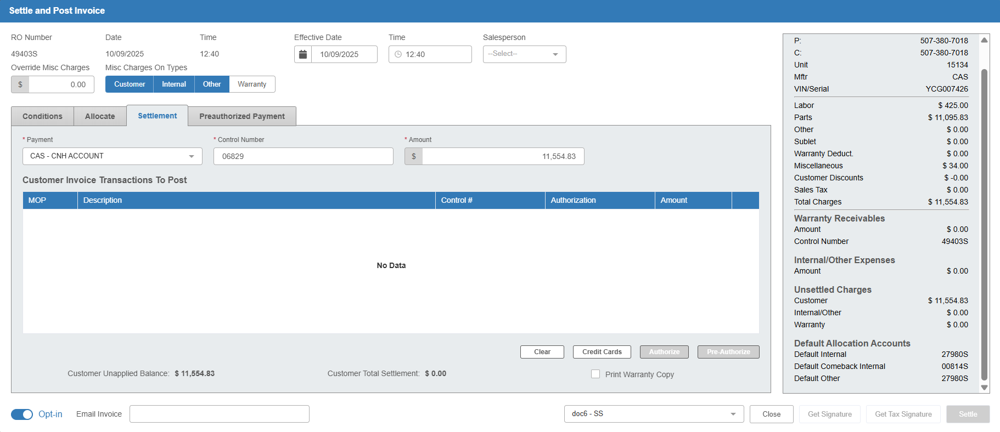 Settle and Post Invoice
RO Number
Date
Time
Effective Date
Time
Salesperson
49403S
10/09/2025
12:40
10/09/2025
12:40
--Select--
Override Misc Charges
Misc Charges On Types
$ 0.00
Customer Internal Other Warranty
Conditions Allocate Settlement Preauthorized Payment
* Payment
* Control Number
* Amount
CAS - CNH ACCOUNT
06829
$ 11,554.83
Customer Invoice Transactions To Post
MOP Description Control # Authorization Amount
No Data
Clear Credit Cards Authorize Pre-Authorize
Customer Unapplied Balance: $ 11,554.83
Customer Total Settlement: $ 0.00
Print Warranty Copy
P: 507-380-7018
C: 507-380-7018
Unit 15134
Mftr CAS
VIN/Serial YCG007426
Labor $ 425.00
Parts $ 11,095.83
Other $ 0.00
Sublet $ 0.00
Warranty Deduct. $ 0.00
Miscellaneous $ 34.00
Customer Discounts $ -0.00
Sales Tax $ 0.00
Total Charges $ 11,554.83
Warranty Receivables
Amount $ 0.00
Control Number 49403S
Internal/Other Expenses
Amount $ 0.00
Unsettled Charges
Customer $ 11,554.83
Internal/Other $ 0.00
Warranty $ 0.00
Default Allocation Accounts
Default Internal 27980S
Default Comeback Internal 00814S
Default Other 27980S
Opt-in
Email Invoice
doc6 - SS
Close
Get Signature
Get Tax Signature
Settle